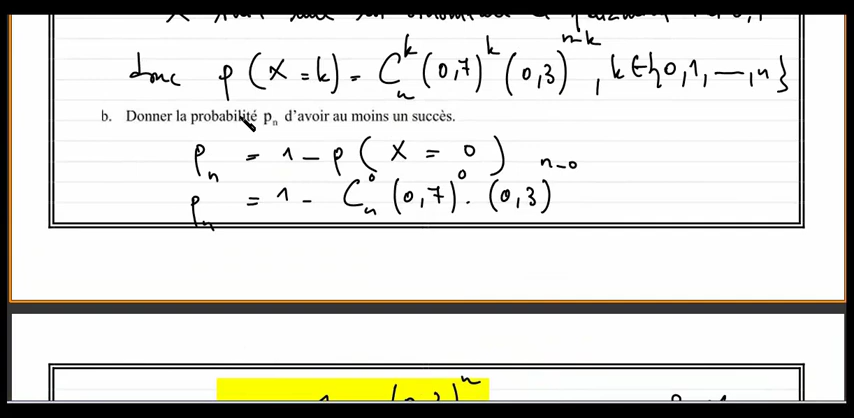 donc p(X=k) = C_n^k (0,7)^k (0,3)^{n-k}, k∈{0,1,—,n}
b. Donner la probabilité p_n d'avoir au moins un succès.
p_n = 1 - p(X = 0)
p_n = 1 - C_n^0 (0,7)^0 . (0,3)^{n-0}